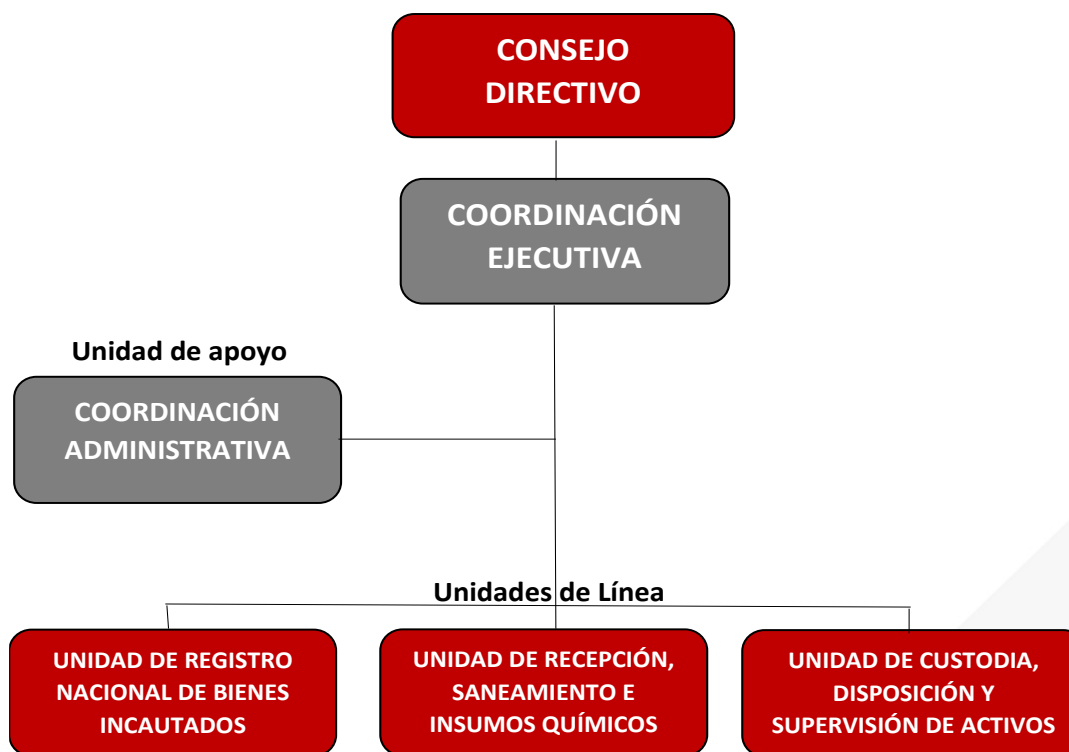 CONSEJO
DIRECTIVO
COORDINACIÓN
EJECUTIVA
Unidad de apoyo
COORDINACIÓN
ADMINISTRATIVA
Unidades de Línea
UNIDAD DE REGISTRO
NACIONAL DE BIENES
INCAUTADOS
UNIDAD DE RECEPCIÓN,
SANEAMIENTO E
INSUMOS QUÍMICOS
UNIDAD DE CUSTODIA,
DISPOSICIÓN Y
SUPERVISIÓN DE ACTIVOS